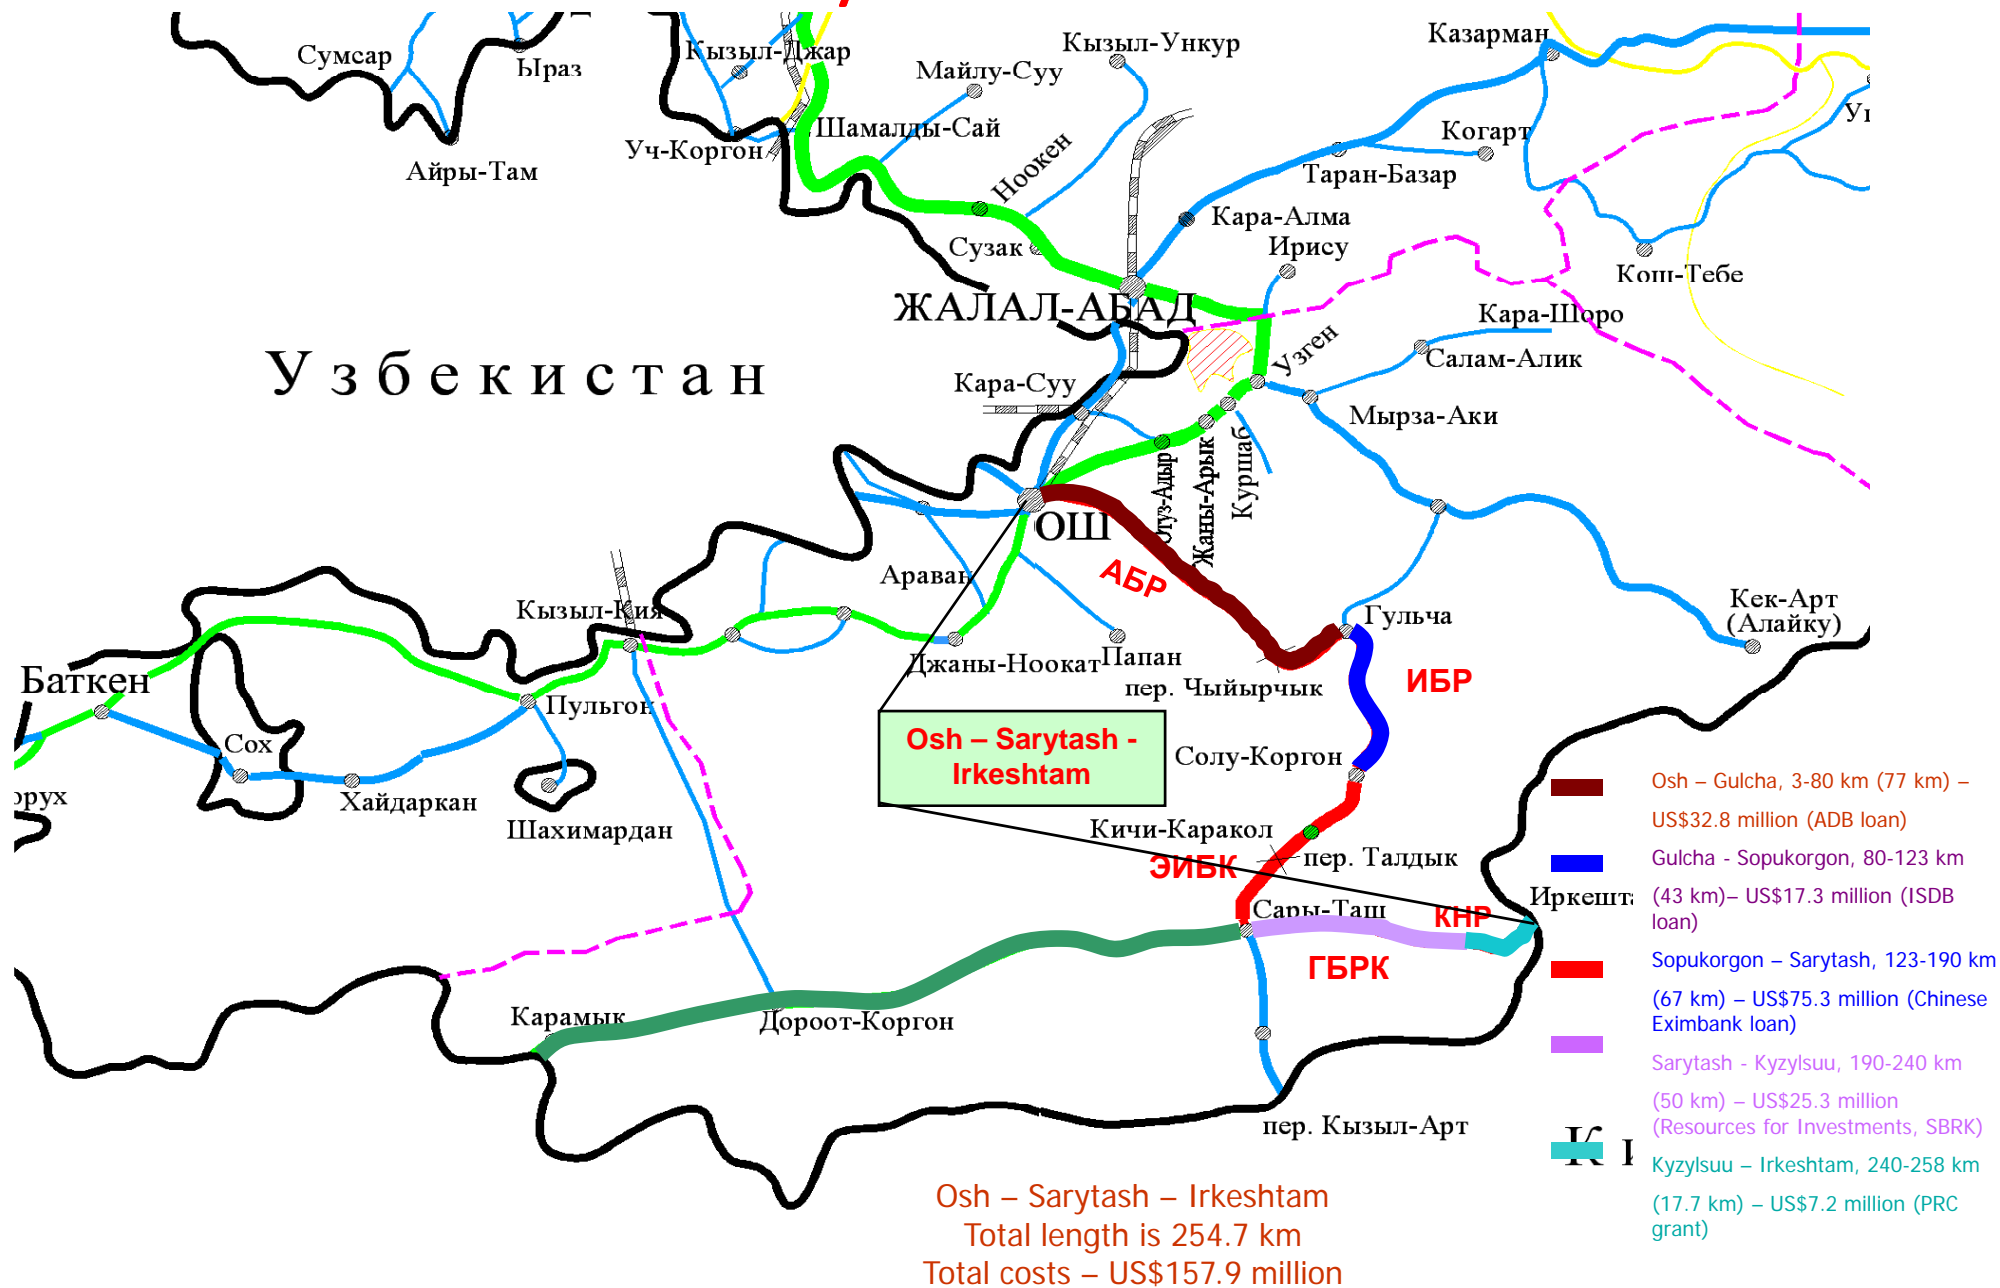 Сумсар
Ыраз
Айры-Там
Кызыл-Джар
Уч-Коргон
Шамалды-Сай
Майлу-Суу
Кызыл-Ункур
Ноокен
Сузак
Казарман
Когарт
Таран-Базар
Кара-Алма
Ирису
Кош-Тебе
ЖАЛАЛ-АБАД
Кара-Шоро
Салам-Алик
Узген
Мырза-Аки
Узбекистан
Кара-Суу
Отуз-Адыр
Жаны-Арык
Куршаб
ОШ
АБР
Араван
Кызыл-Кия
Джаны-Ноокат
Папан
пер. Чыйырчык
Гульча
Кек-Арт
(Алайку)
ИБР
Баткен
Пульгон
Сох
Хайдаркан
Шахимардан
орух
Osh – Sarytash -
Irkeshtam
Солу-Коргон
Кичи-Каракол
ЭИБК
пер. Талдык
Сары-Таш
КНР
Иркешта
ГБРК
Карамык
Дороот-Коргон
пер. Кызыл-Арт
Osh – Gulcha, 3-80 km (77 km) –
US$32.8 million (ADB loan)
Gulcha - Sopukorgon, 80-123 km
(43 km)– US$17.3 million (ISDB
loan)
Sopukorgon – Sarytash, 123-190 km
(67 km) – US$75.3 million (Chinese
Eximbank loan)
Sarytash - Kyzylsuu, 190-240 km
(50 km) – US$25.3 million
(Resources for Investments, SBRK)
Kyzylsuu – Irkeshtam, 240-258 km
(17.7 km) – US$7.2 million (PRC
grant)
Osh – Sarytash – Irkeshtam
Total length is 254.7 km
Total costs – US$157.9 million